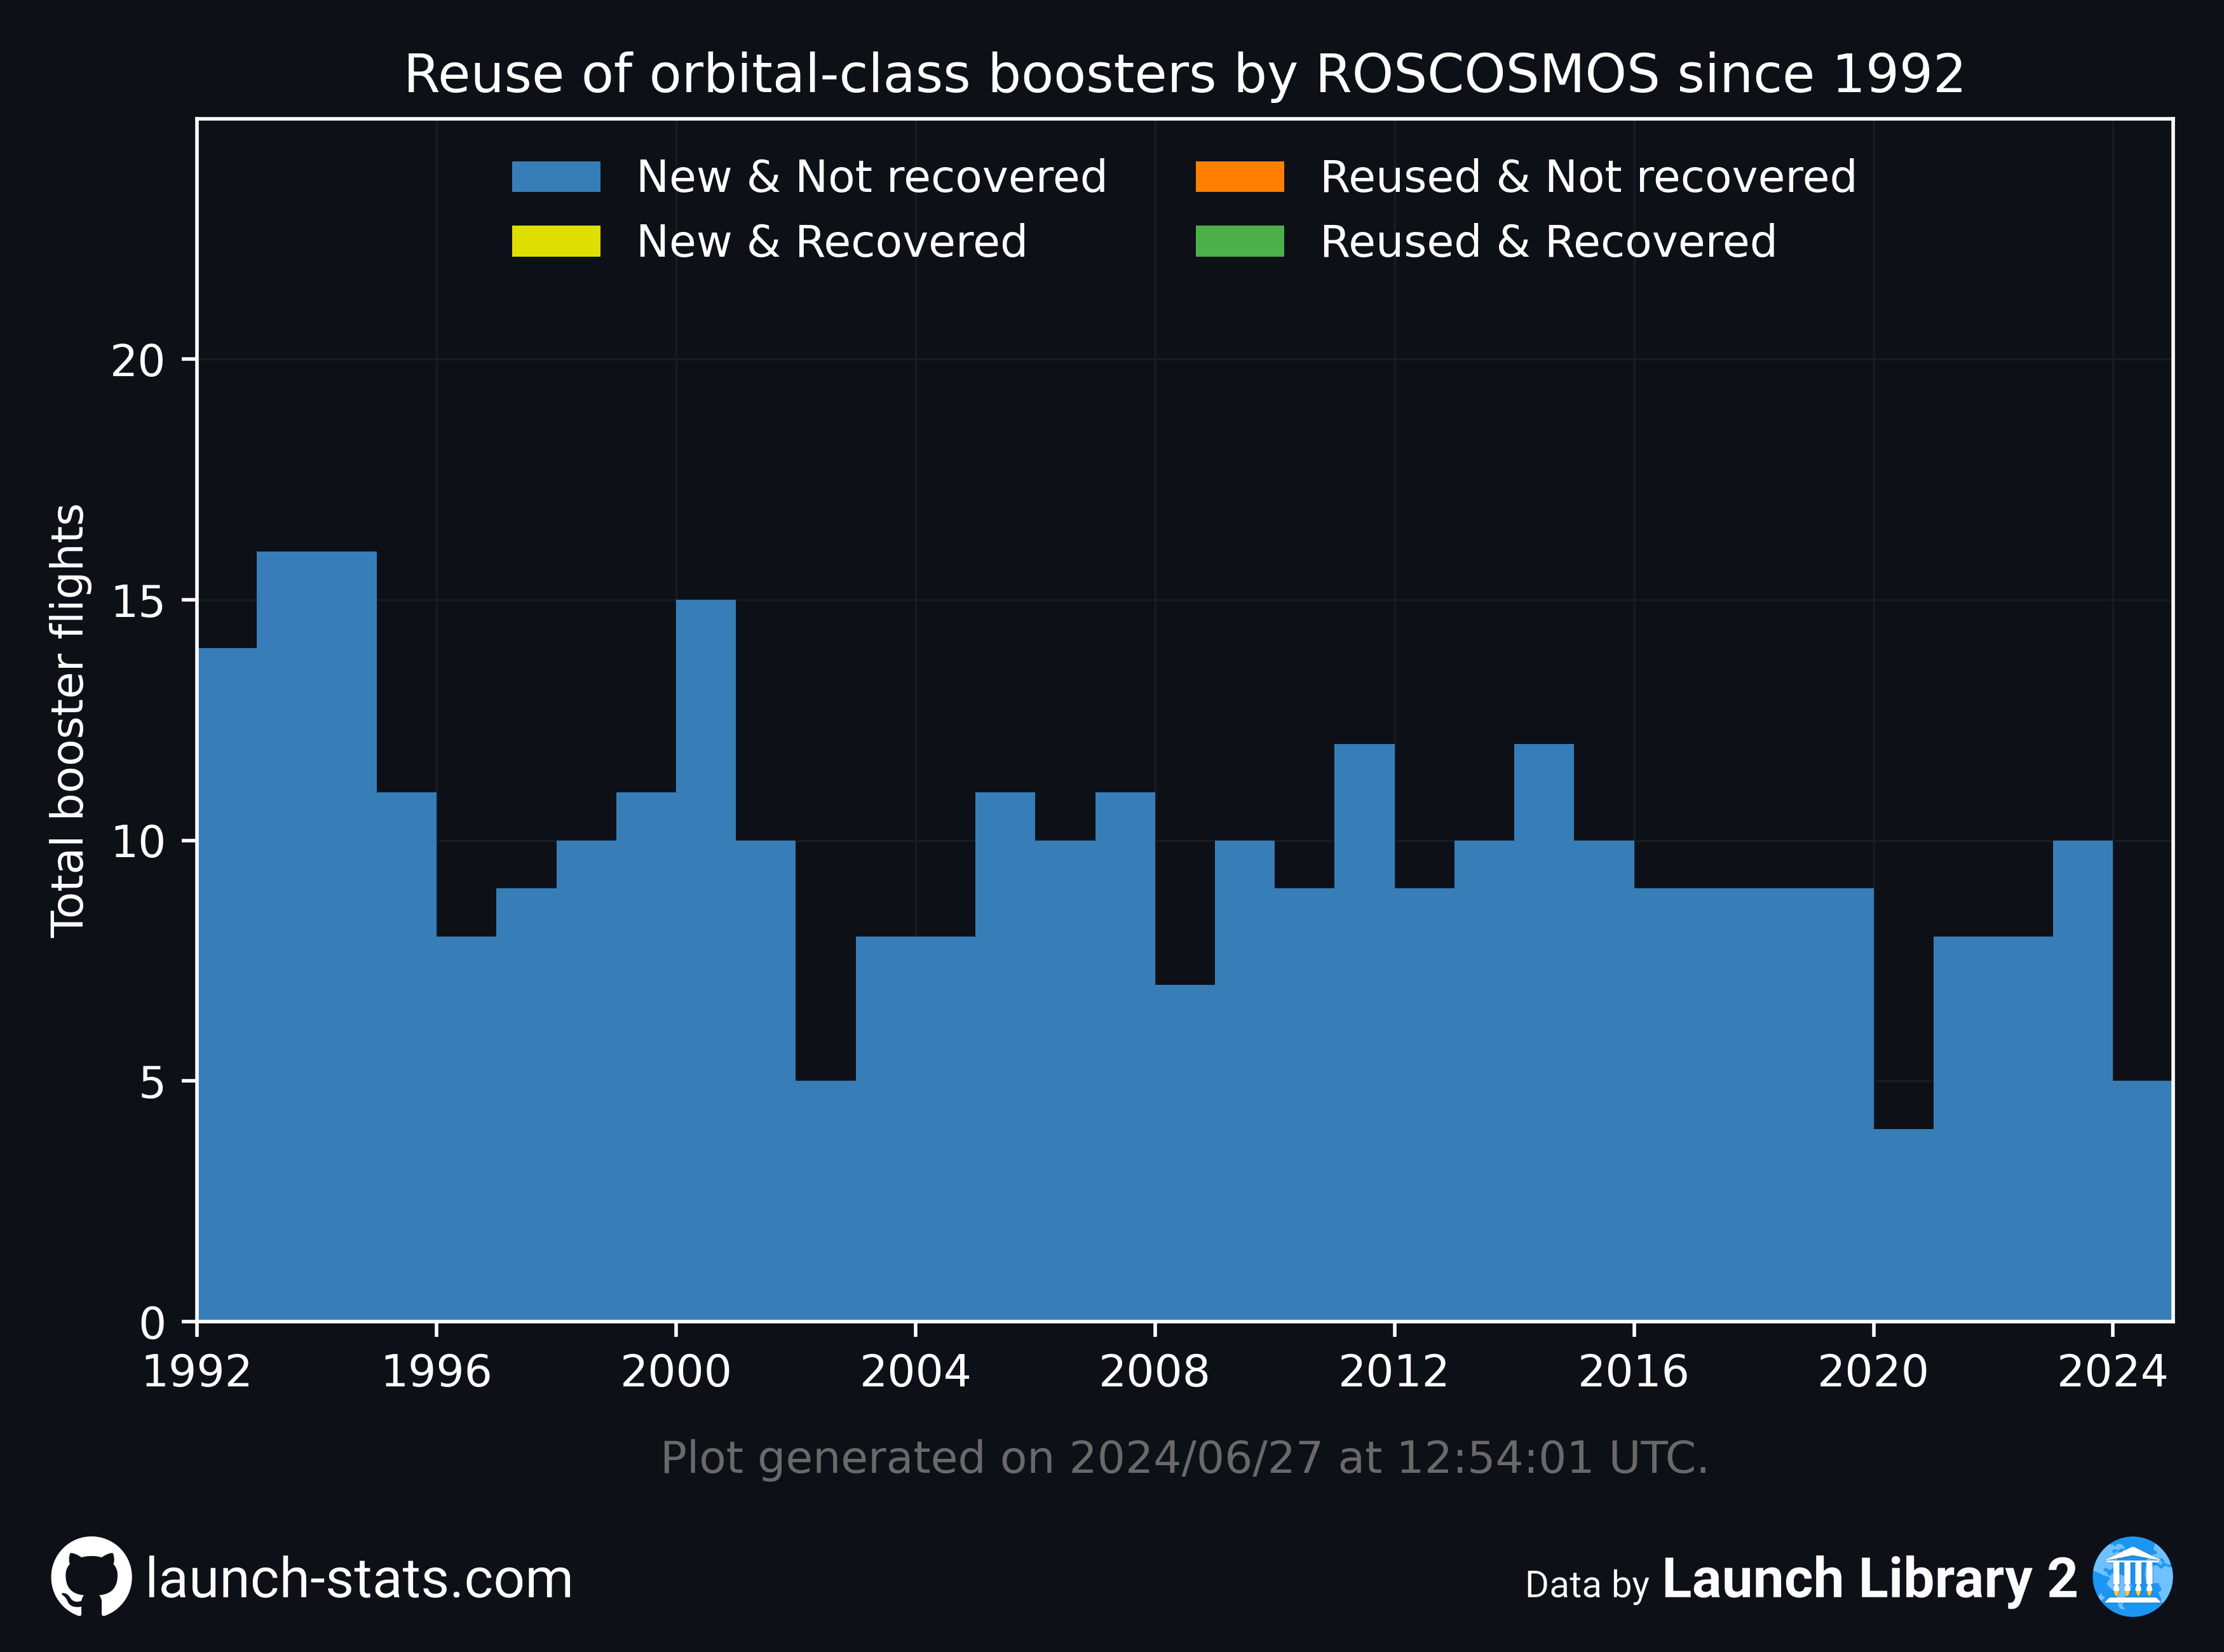 Reuse of orbital-class boosters by ROSCOSMOS since 1992
New & Not recovered
New & Recovered
Reused & Not recovered
Reused & Recovered
Total booster flights
20
15
10
5
0
1992 1996 2000 2004 2008 2012 2016 2020 2024
Plot generated on 2024/06/27 at 12:54:01 UTC.
launch-stats.com
Data by Launch Library 2